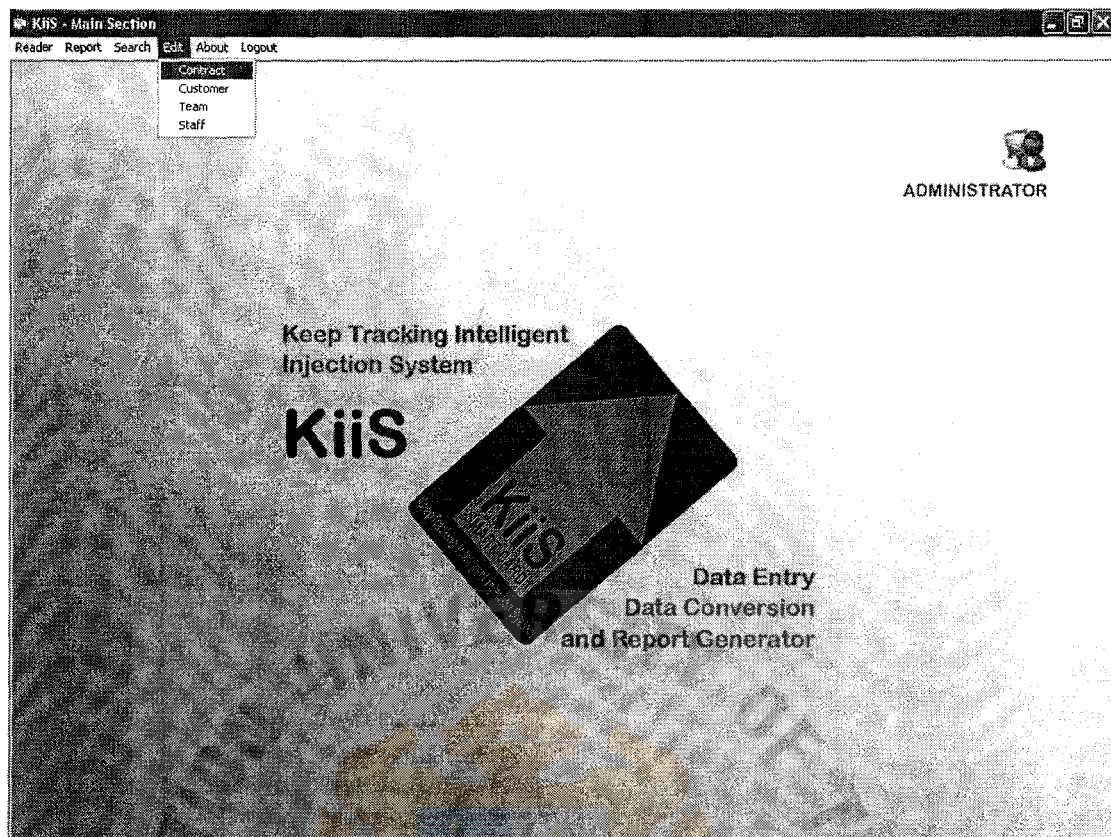 KiiS - Main Section
Reader Report Search Edit About Logout
Contract
Customer
Team
Staff
ADMINISTRATOR
Keep Tracking Intelligent
Injection System
KiiS
KiiS
Data Entry
Data Conversion
and Report Generator